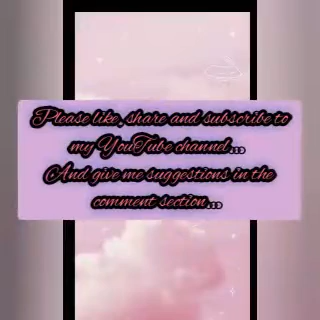 Please like, share and subscribe to
my YouTube channel...
And give me suggestions in the
comment section...